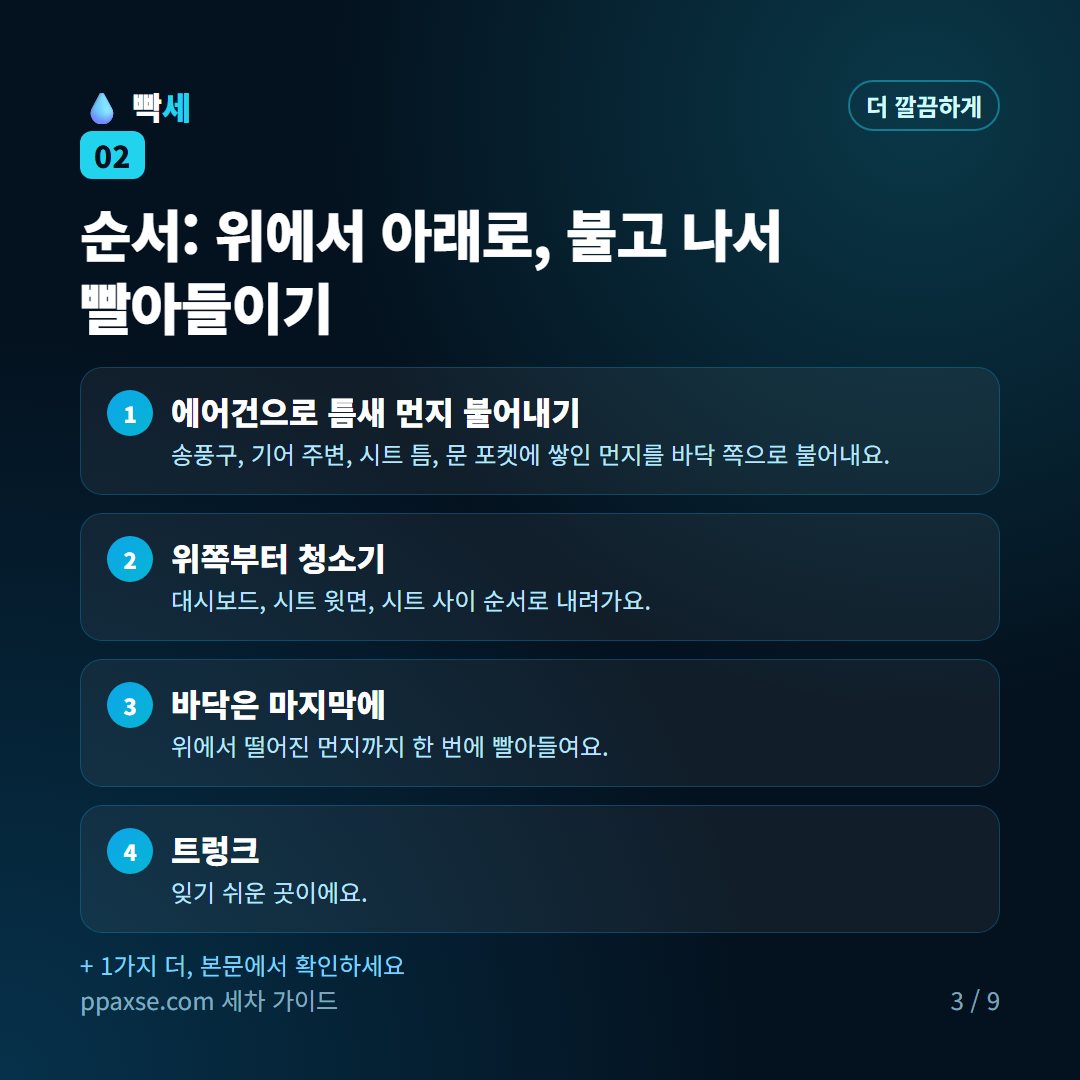 빡세
더 깔끔하게
02
순서: 위에서 아래로, 불고 나서
빨아들이기
1 에어건으로 틈새 먼지 불어내기
송풍구, 기어 주변, 시트 틈, 문 포켓에 쌓인 먼지를 바닥 쪽으로 불어내요.
2 위쪽부터 청소기
대시보드, 시트 윗면, 시트 사이 순서로 내려가요.
3 바닥은 마지막에
위에서 떨어진 먼지까지 한 번에 빨아들여요.
4 트렁크
잊기 쉬운 곳이에요.
+ 1가지 더, 본문에서 확인하세요
ppaxse.com 세차 가이드
3 / 9